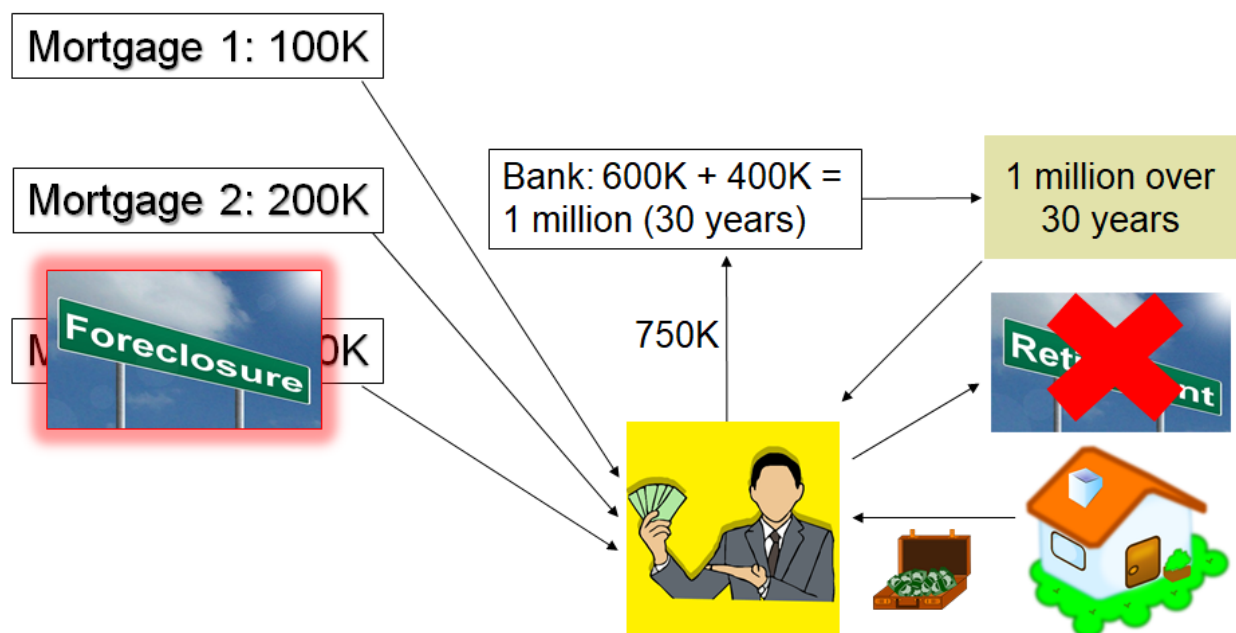 Mortgage 1: 100K
Mortgage 2: 200K
Foreclosure
Bank: 600K + 400K =
1 million (30 years)
1 million over
30 years
750K